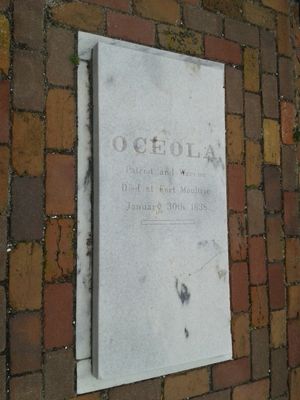 OCEOLA
Patriot and Warrior
Died at Fort Moultrie
January 30th 1838